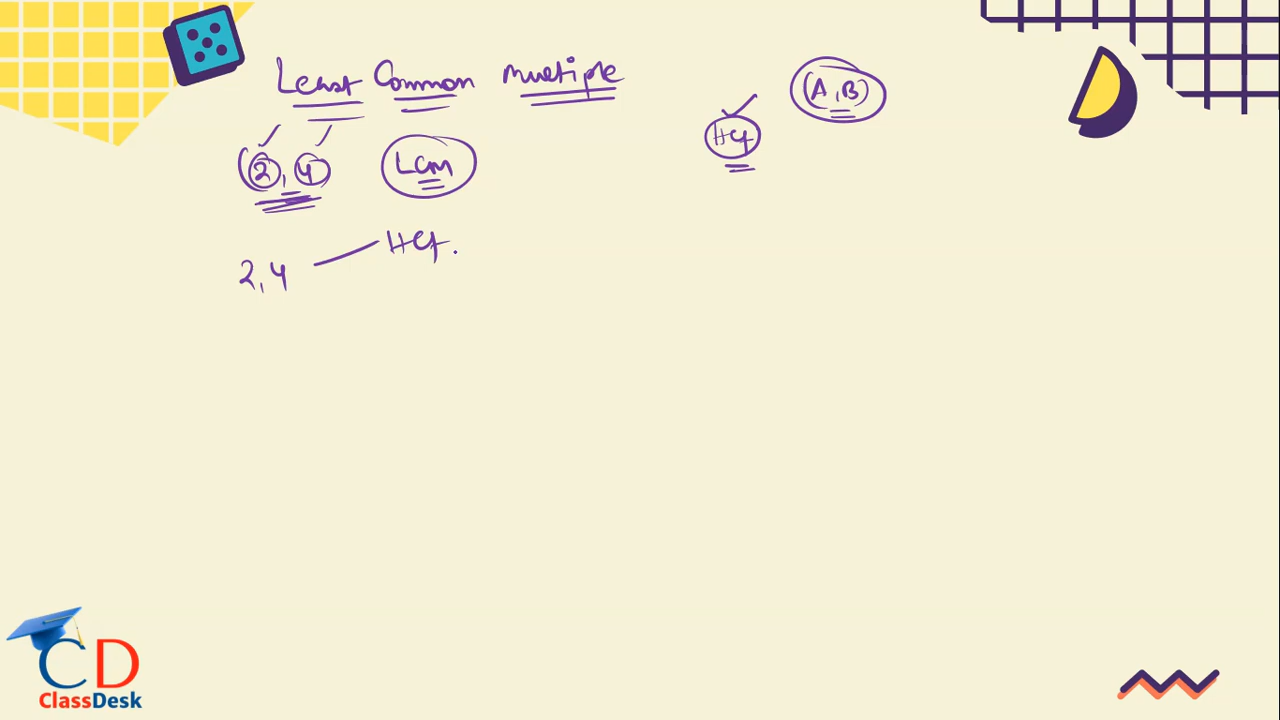 Least Common Multiple
(A, B)
HCf
(2, 4) LCM
2, 4 HCf.
CD
ClassDesk